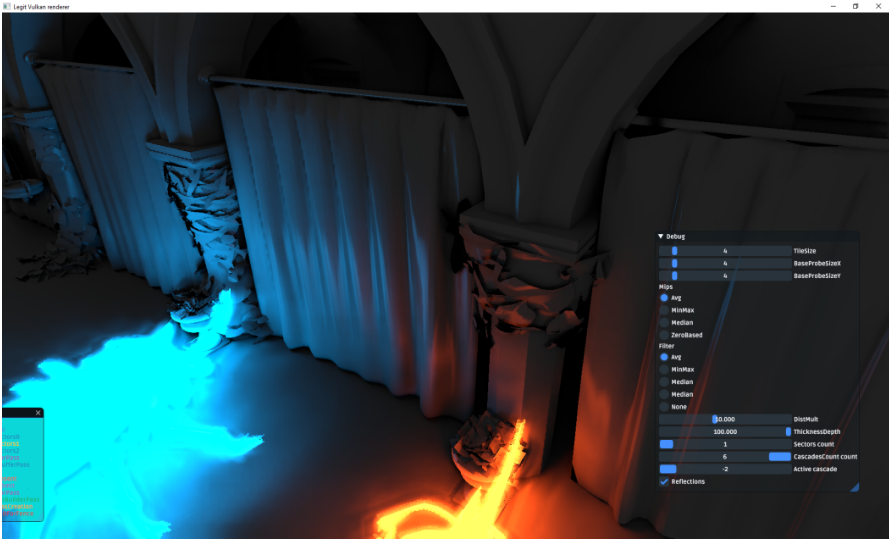 Legit Vulkan renderer
Debug
4 TileSize
4 BaseProbeSizeX
4 BaseProbeSizeY
Mips
Avg
MinMax
Median
ZeroBased
Filter
Avg
MinMax
Median
Median
None
10.000 DistMult
100.000 ThicknessDepth
1 Sectors count
6 CascadesCount count
-2 Active cascade
Reflections